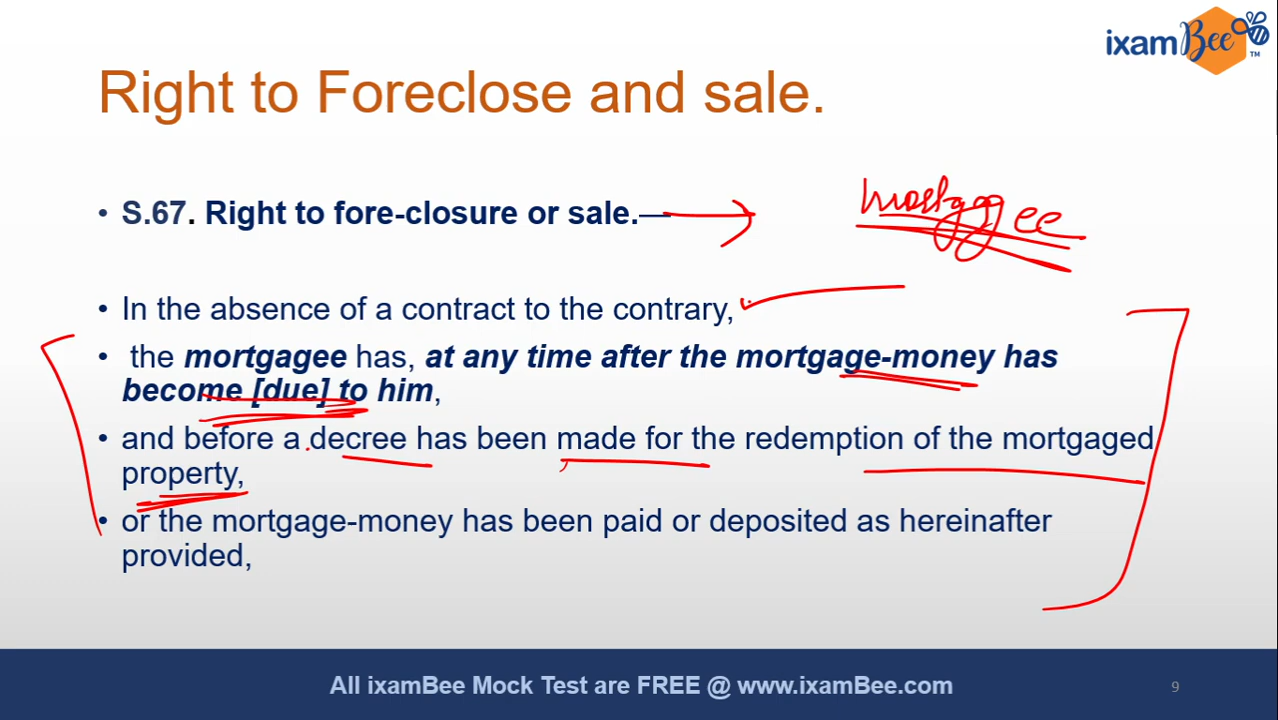 ixamBee™
Right to Foreclose and sale.
• S.67. Right to fore-closure or sale.—
mortgagee
• In the absence of a contract to the contrary,
• the mortgagee has, at any time after the mortgage-money has
become [due] to him,
• and before a decree has been made for the redemption of the mortgaged
property,
• or the mortgage-money has been paid or deposited as hereinafter
provided,
All ixamBee Mock Test are FREE @ www.ixamBee.com
9